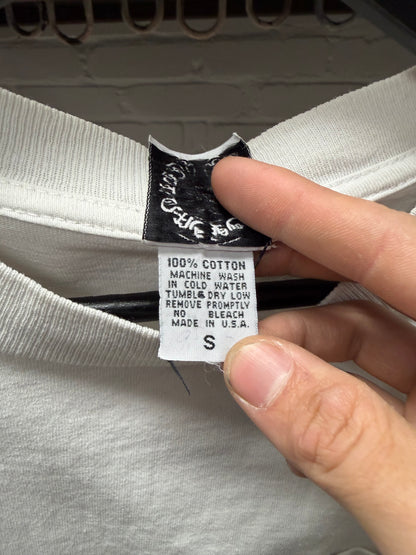 100% COTTON
MACHINE WASH
IN COLD WATER
TUMBLE DRY LOW
REMOVE PROMPTLY
NO BLEACH
MADE IN U.S.A.
S